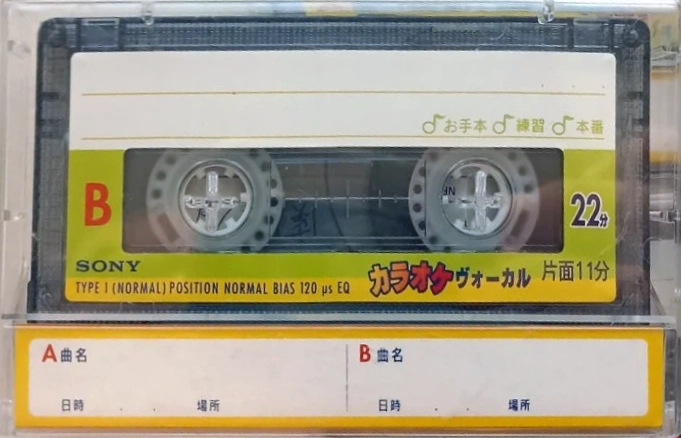 ♪お手本 ♪練習 ♪本番
B
22分
SONY
カラオケヴォーカル 片面11分
TYPE I (NORMAL) POSITION NORMAL BIAS 120 μs EQ
A 曲名
B 曲名
日時 . . 場所
日時 . . 場所